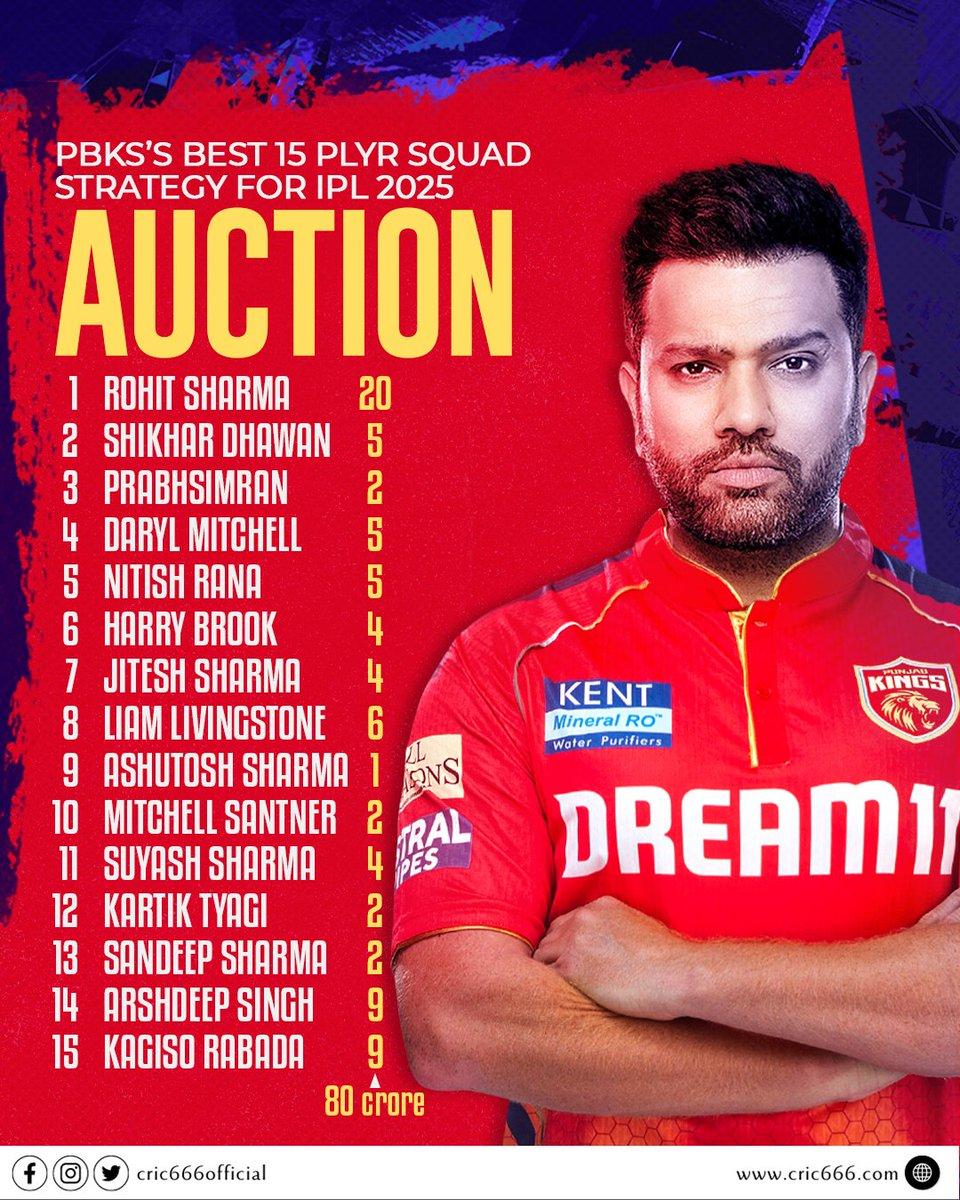 PBKS'S BEST 15 PLYR SQUAD
STRATEGY FOR IPL 2025
AUCTION
1 ROHIT SHARMA 20
2 SHIKHAR DHAWAN 5
3 PRABHSIMRAN 2
4 DARYL MITCHELL 5
5 NITISH RANA 5
6 HARRY BROOK 4
7 JITESH SHARMA 4
8 LIAM LIVINGSTONE 6
9 ASHUTOSH SHARMA 1
10 MITCHELL SANTNER 2
11 SUYASH SHARMA 4
12 KARTIK TYAGI 2
13 SANDEEP SHARMA 2
14 ARSHDEEP SINGH 9
15 KAGISO RABADA 9
80 crore
KENT
Mineral RO™
Water Purifiers
PUNJAB
KINGS
DREAM11
cric666official
www.cric666.com